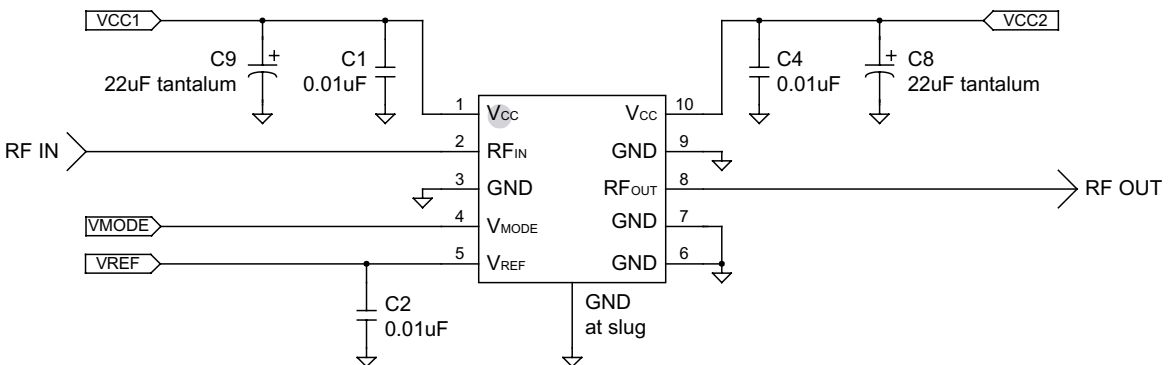 VCC1
VCC2
C9
+
22uF tantalum
C1
0.01uF
C4
0.01uF
+
C8
22uF tantalum
1
VCC
VCC
10
RF IN
2
RFIN
GND
9
3
GND
RFOUT
8
RF OUT
VMODE
4
VMODE
GND
7
VREF
5
VREF
GND
6
C2
0.01uF
GND
at slug